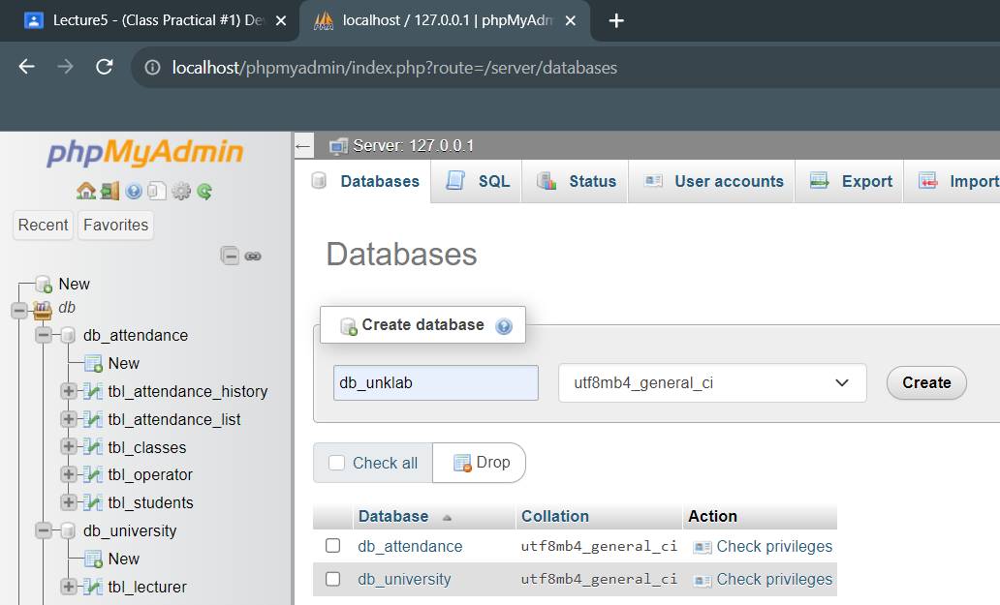 Lecture5 - (Class Practical #1) De
localhost / 127.0.0.1 | phpMyAdm
localhost/phpmyadmin/index.php?route=/server/databases
phpMyAdmin
Recent
Favorites
New
db
db_attendance
New
tbl_attendance_history
tbl_attendance_list
tbl_classes
tbl_operator
tbl_students
db_university
New
tbl_lecturer
Server: 127.0.0.1
Databases
SQL
Status
User accounts
Export
Import
Databases
Create database
db_unklab
utf8mb4_general_ci
Create
Check all
Drop
Database Collation Action
db_attendance utf8mb4_general_ci Check privileges
db_university utf8mb4_general_ci Check privileges